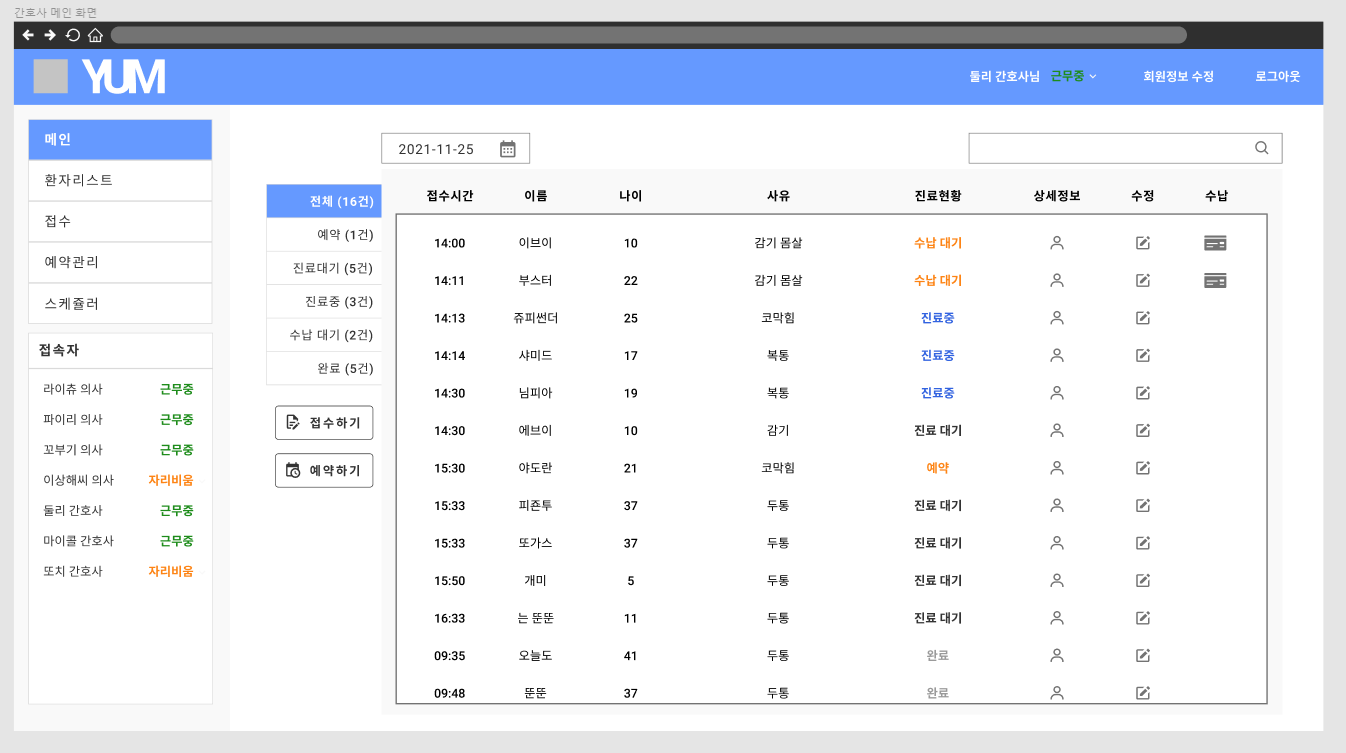 간호사 메인 화면
YUM
둘리 간호사님 근무중 회원정보 수정 로그아웃
메인
환자리스트
접수
예약관리
스케쥴러
접속자
라이츄 의사 근무중
파이리 의사 근무중
꼬부기 의사 근무중
이상해씨 의사 자리비움
둘리 간호사 근무중
마이콜 간호사 근무중
또치 간호사 자리비움
2021-11-25
전체 (16건)
예약 (1건)
진료대기 (5건)
진료중 (3건)
수납 대기 (2건)
완료 (5건)
접수하기
예약하기
접수시간 이름 나이 사유 진료현황 상세정보 수정 수납
14:00 이브이 10 감기 몸살 수납 대기
14:11 부스터 22 감기 몸살 수납 대기
14:13 쥬피썬더 25 코막힘 진료중
14:14 샤미드 17 복통 진료중
14:30 님피아 19 복통 진료중
14:30 에브이 10 감기 진료 대기
15:30 야도란 21 코막힘 예약
15:33 피죤투 37 두통 진료 대기
15:33 또가스 37 두통 진료 대기
15:50 개미 5 두통 진료 대기
16:33 는 뚠뚠 11 두통 진료 대기
09:35 오늘도 41 두통 완료
09:48 뚠뚠 37 두통 완료